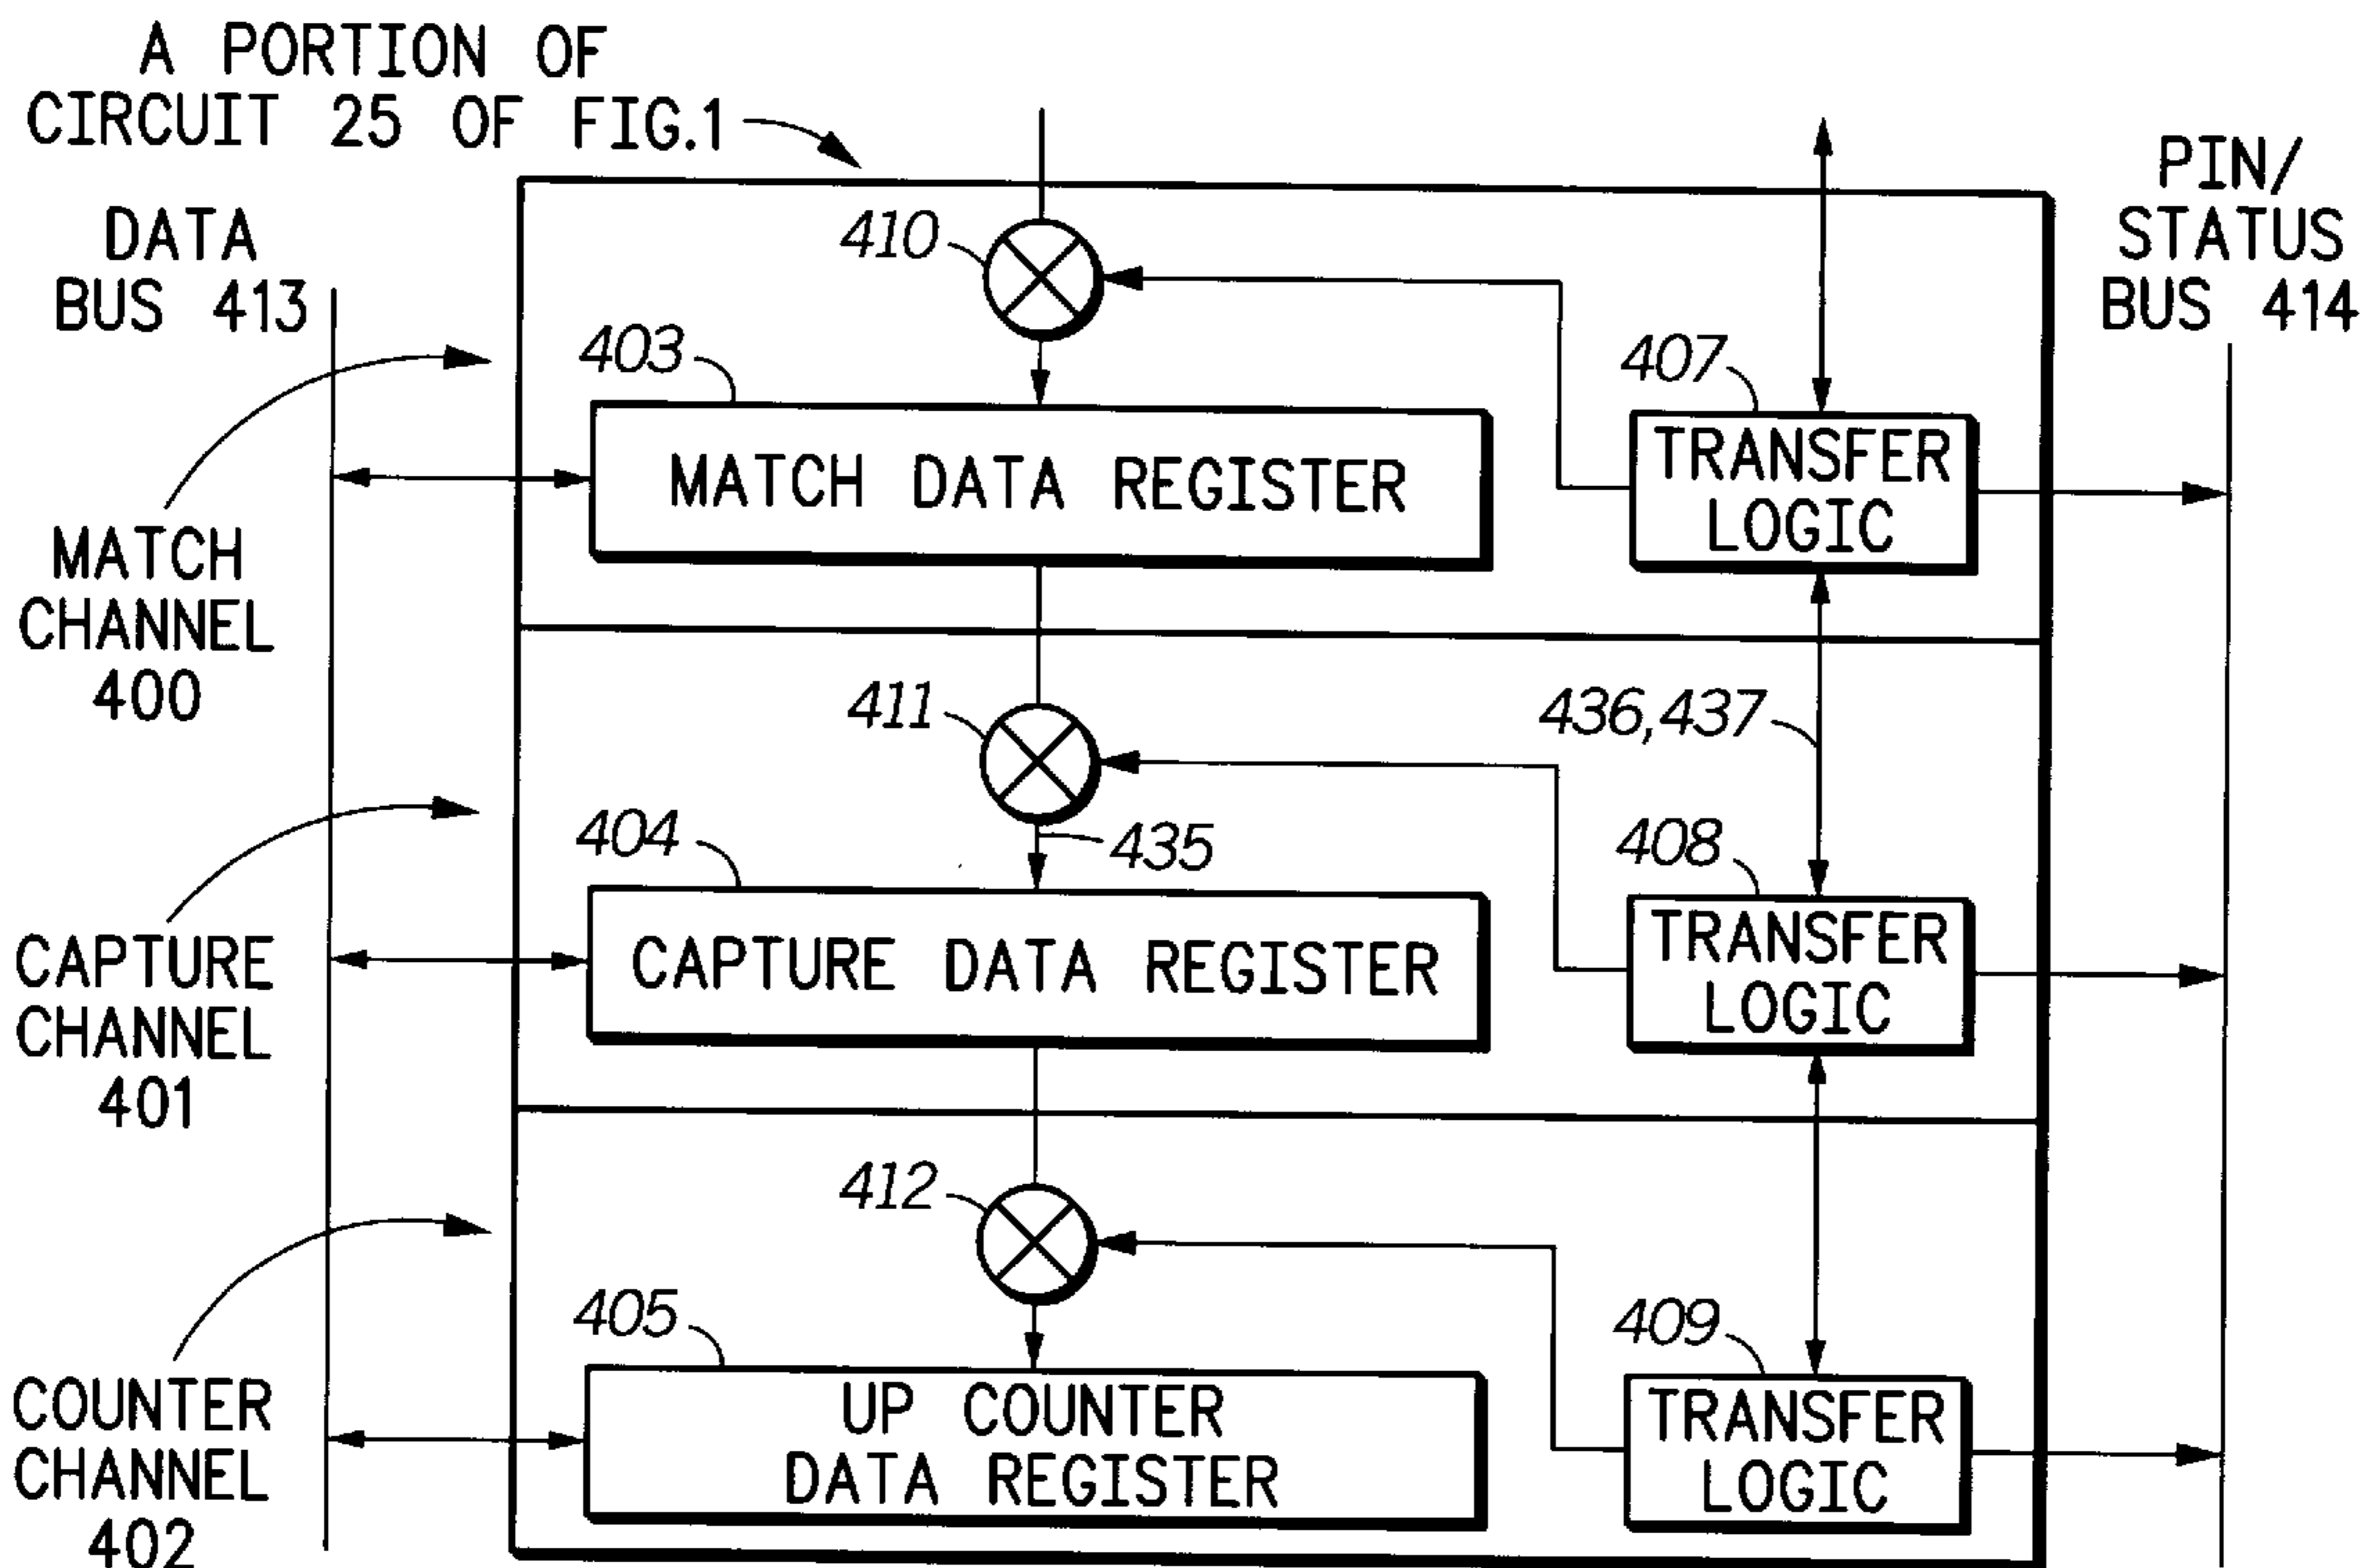 A PORTION OF
CIRCUIT 25 OF FIG.1
DATA
BUS 413
PIN/
STATUS
BUS 414
410
403
407
MATCH DATA REGISTER
TRANSFER
LOGIC
MATCH
CHANNEL
400
411
436,437
404
435
408
CAPTURE
CHANNEL
401
CAPTURE DATA REGISTER
TRANSFER
LOGIC
412
405
409
COUNTER
CHANNEL
402
UP COUNTER
DATA REGISTER
TRANSFER
LOGIC